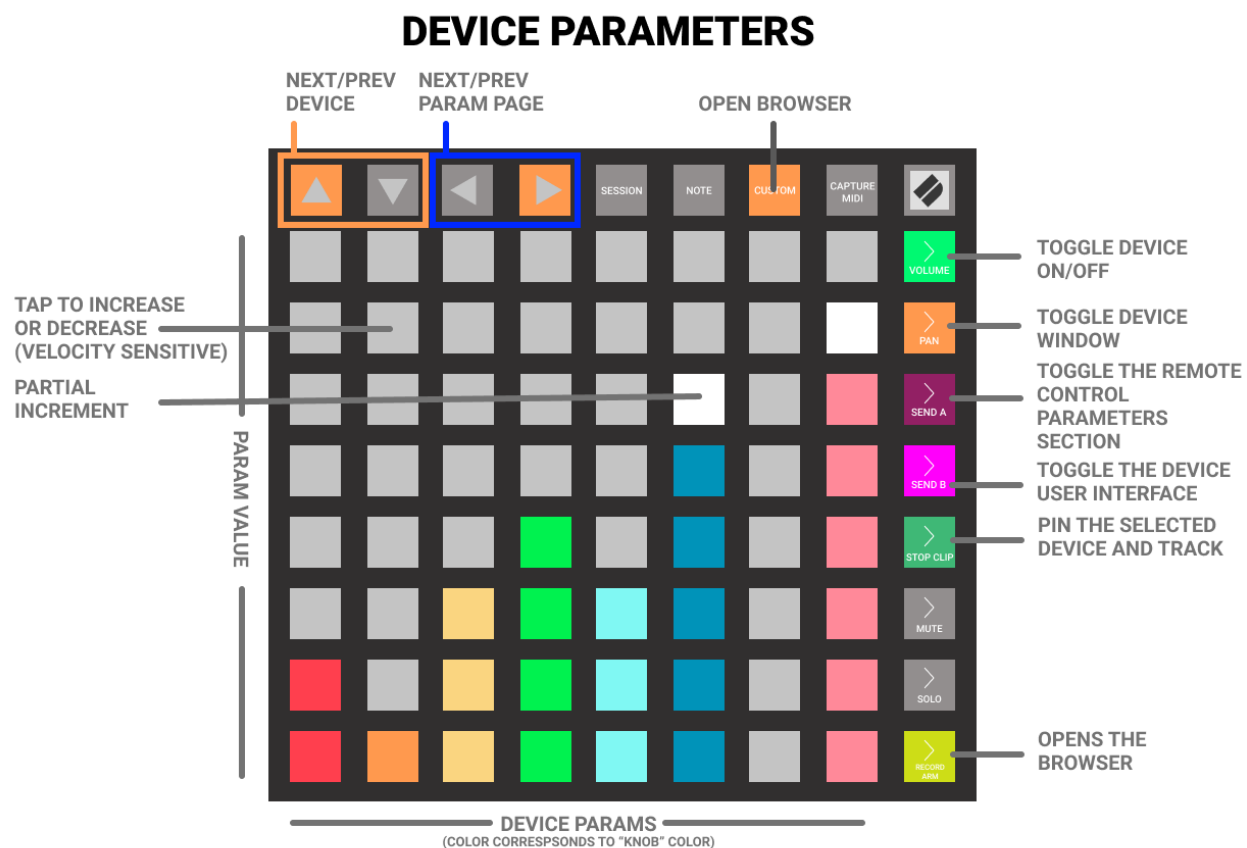 DEVICE PARAMETERS
NEXT/PREV
DEVICE
NEXT/PREV
PARAM PAGE
OPEN BROWSER
SESSION
NOTE
CUSTOM
CAPTURE
MIDI
VOLUME
TOGGLE DEVICE
ON/OFF
TAP TO INCREASE
OR DECREASE
(VELOCITY SENSITIVE)
PAN
TOGGLE DEVICE
WINDOW
PARTIAL
INCREMENT
SEND A
TOGGLE THE REMOTE
CONTROL
PARAMETERS
SECTION
PARAM VALUE
SEND B
TOGGLE THE DEVICE
USER INTERFACE
STOP CLIP
PIN THE SELECTED
DEVICE AND TRACK
MUTE
SOLO
RECORD
ARM
OPENS THE
BROWSER
DEVICE PARAMS
(COLOR CORRESPSONDS TO "KNOB" COLOR)